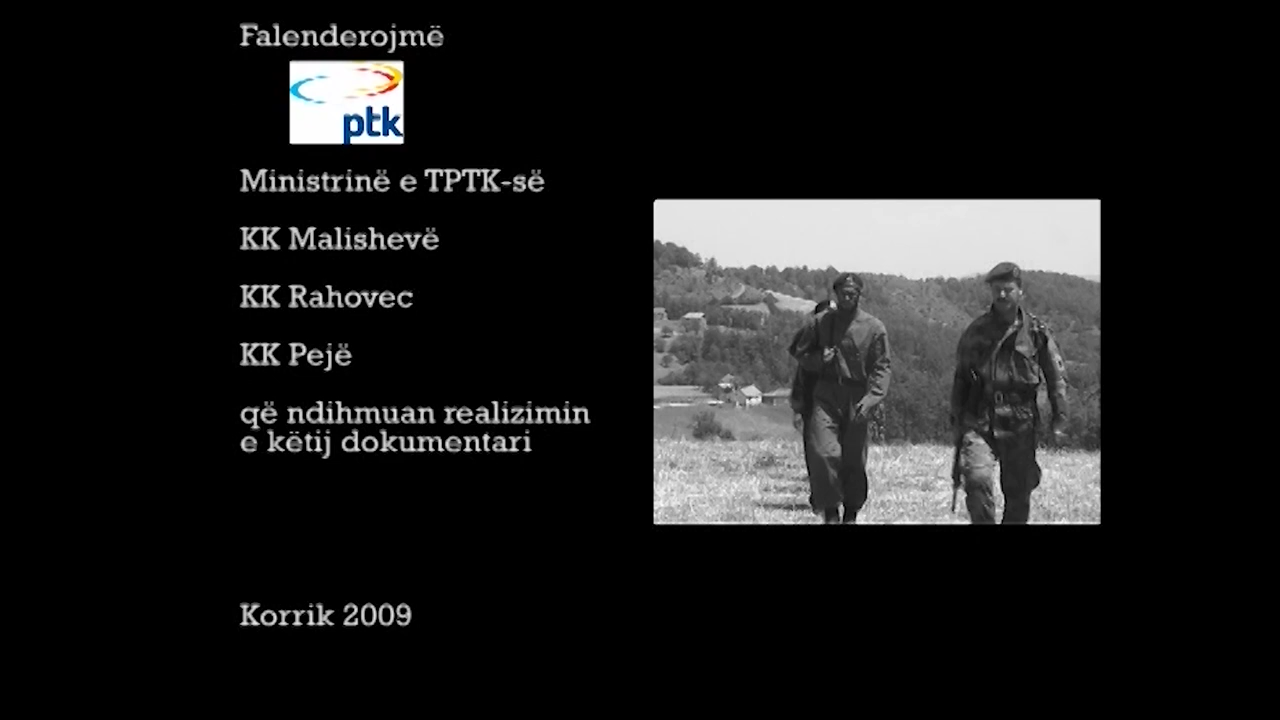 Falenderojmë
ptk
Ministrinë e TPTK-së
KK Malishevë
KK Rahovec
KK Pejë
që ndihmuan realizimin
e këtij dokumentari
Korrik 2009